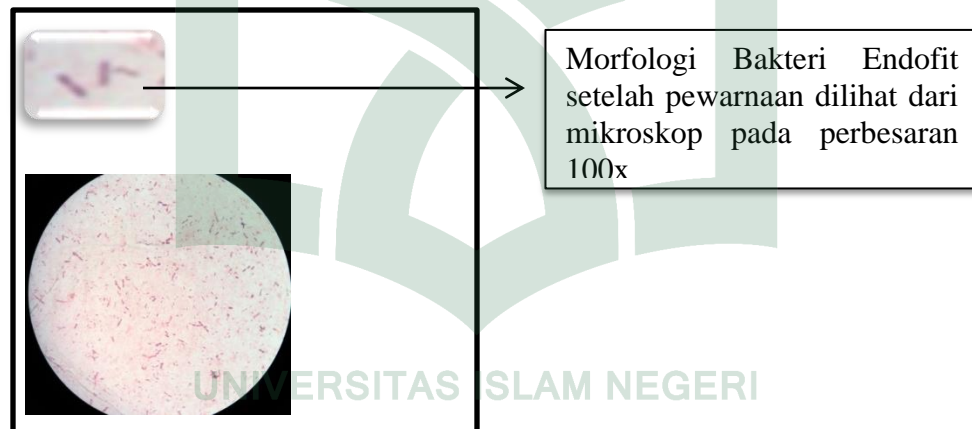 Morfologi Bakteri Endofit
setelah pewarnaan dilihat dari
mikroskop pada perbesaran
100x
UNIVERSITAS ISLAM NEGERI